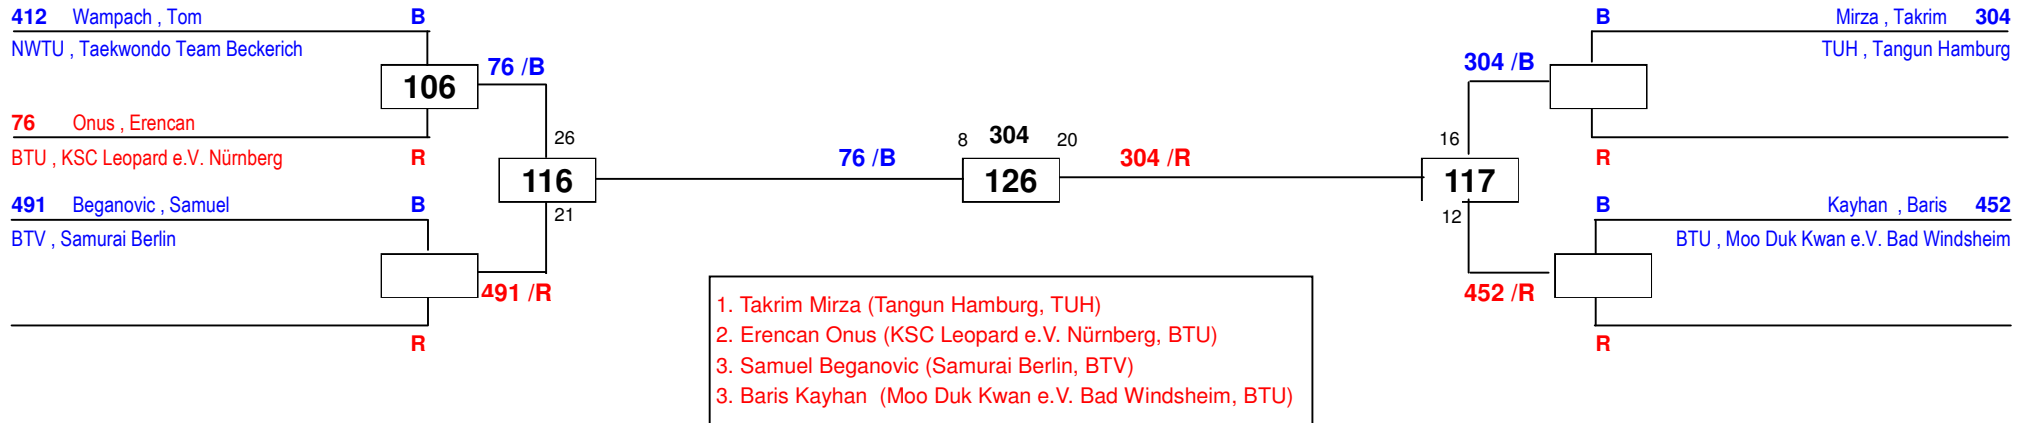 412 Wampach , Tom B
NWTU , Taekwondo Team Beckerich
106
76 /B
76 Onus , Erencan
BTU , KSC Leopard e.V. Nürnberg R
26
116
21
491 Beganovic , Samuel B
BTV , Samurai Berlin
491 /R
R
76 /B
8 304 20
126
304 /R
B Mirza , Takrim 304
TUH , Tangun Hamburg
304 /B
R
16
117
12
B Kayhan , Baris 452
BTU , Moo Duk Kwan e.V. Bad Windsheim
452 /R
R
1. Takrim Mirza (Tangun Hamburg, TUH)
2. Erencan Onus (KSC Leopard e.V. Nürnberg, BTU)
3. Samuel Beganovic (Samurai Berlin, BTV)
3. Baris Kayhan (Moo Duk Kwan e.V. Bad Windsheim, BTU)